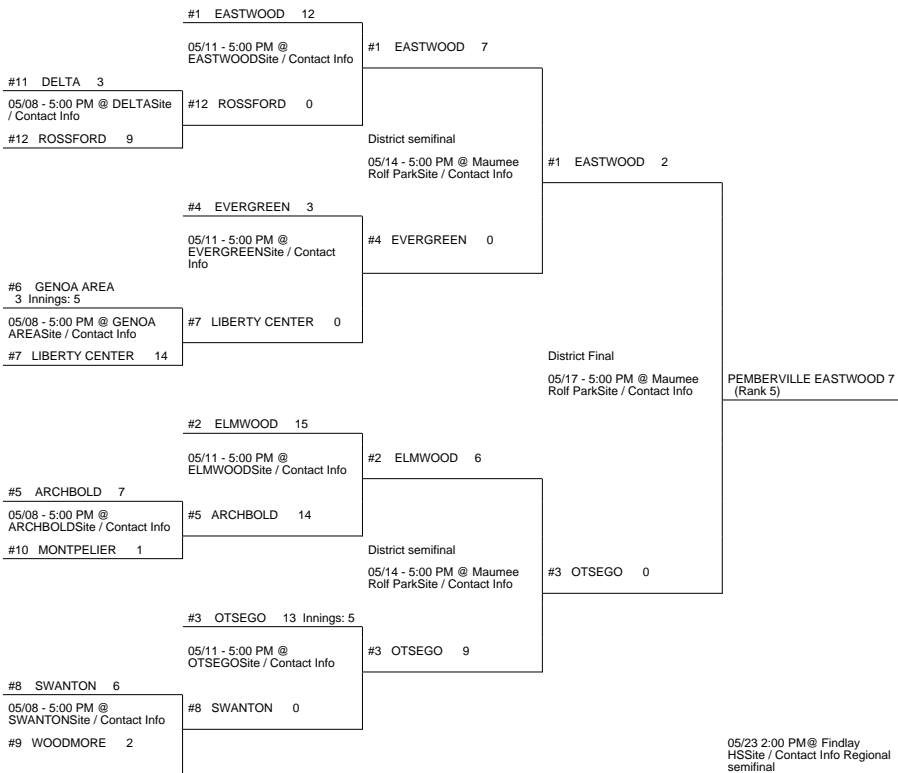 #1 EASTWOOD 12
05/11 - 5:00 PM @
EASTWOODSite / Contact Info
#1 EASTWOOD 7
#11 DELTA 3
05/08 - 5:00 PM @ DELTASite
/ Contact Info
#12 ROSSFORD 0
#12 ROSSFORD 9
District semifinal
05/14 - 5:00 PM @ Maumee
Rolf ParkSite / Contact Info
#1 EASTWOOD 2
#4 EVERGREEN 3
05/11 - 5:00 PM @
EVERGREENSite / Contact
Info
#4 EVERGREEN 0
#6 GENOA AREA
3 Innings: 5
05/08 - 5:00 PM @ GENOA
AREASite / Contact Info
#7 LIBERTY CENTER 0
#7 LIBERTY CENTER 14
District Final
05/17 - 5:00 PM @ Maumee
Rolf ParkSite / Contact Info
PEMBERVILLE EASTWOOD 7
(Rank 5)
#2 ELMWOOD 15
05/11 - 5:00 PM @
ELMWOODSite / Contact Info
#2 ELMWOOD 6
#5 ARCHBOLD 7
05/08 - 5:00 PM @
ARCHBOLDSite / Contact Info
#5 ARCHBOLD 14
#10 MONTPELIER 1
District semifinal
05/14 - 5:00 PM @ Maumee
Rolf ParkSite / Contact Info
#3 OTSEGO 0
#3 OTSEGO 13 Innings: 5
05/11 - 5:00 PM @
OTSEGOSite / Contact Info
#3 OTSEGO 9
#8 SWANTON 6
05/08 - 5:00 PM @
SWANTONSite / Contact Info
#8 SWANTON 0
#9 WOODMORE 2
05/23 2:00 PM@ Findlay
HSSite / Contact Info Regional
semifinal